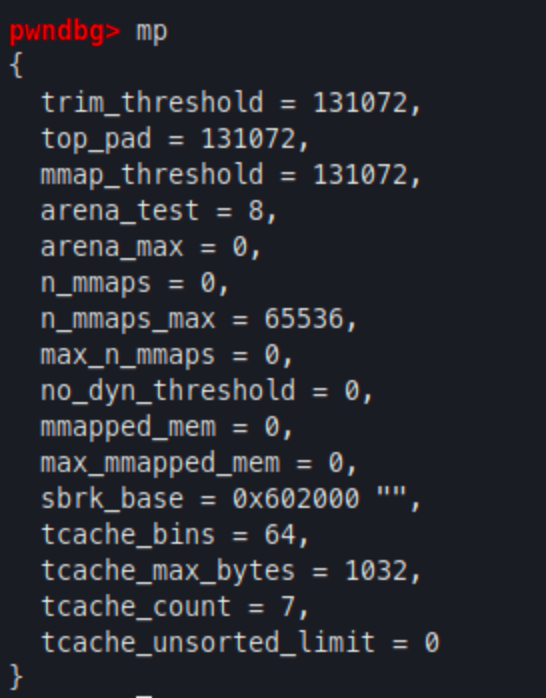 pwndbg> mp
{
  trim_threshold = 131072,
  top_pad = 131072,
  mmap_threshold = 131072,
  arena_test = 8,
  arena_max = 0,
  n_mmaps = 0,
  n_mmaps_max = 65536,
  max_n_mmaps = 0,
  no_dyn_threshold = 0,
  mmapped_mem = 0,
  max_mmapped_mem = 0,
  sbrk_base = 0x602000 "",
  tcache_bins = 64,
  tcache_max_bytes = 1032,
  tcache_count = 7,
  tcache_unsorted_limit = 0
}